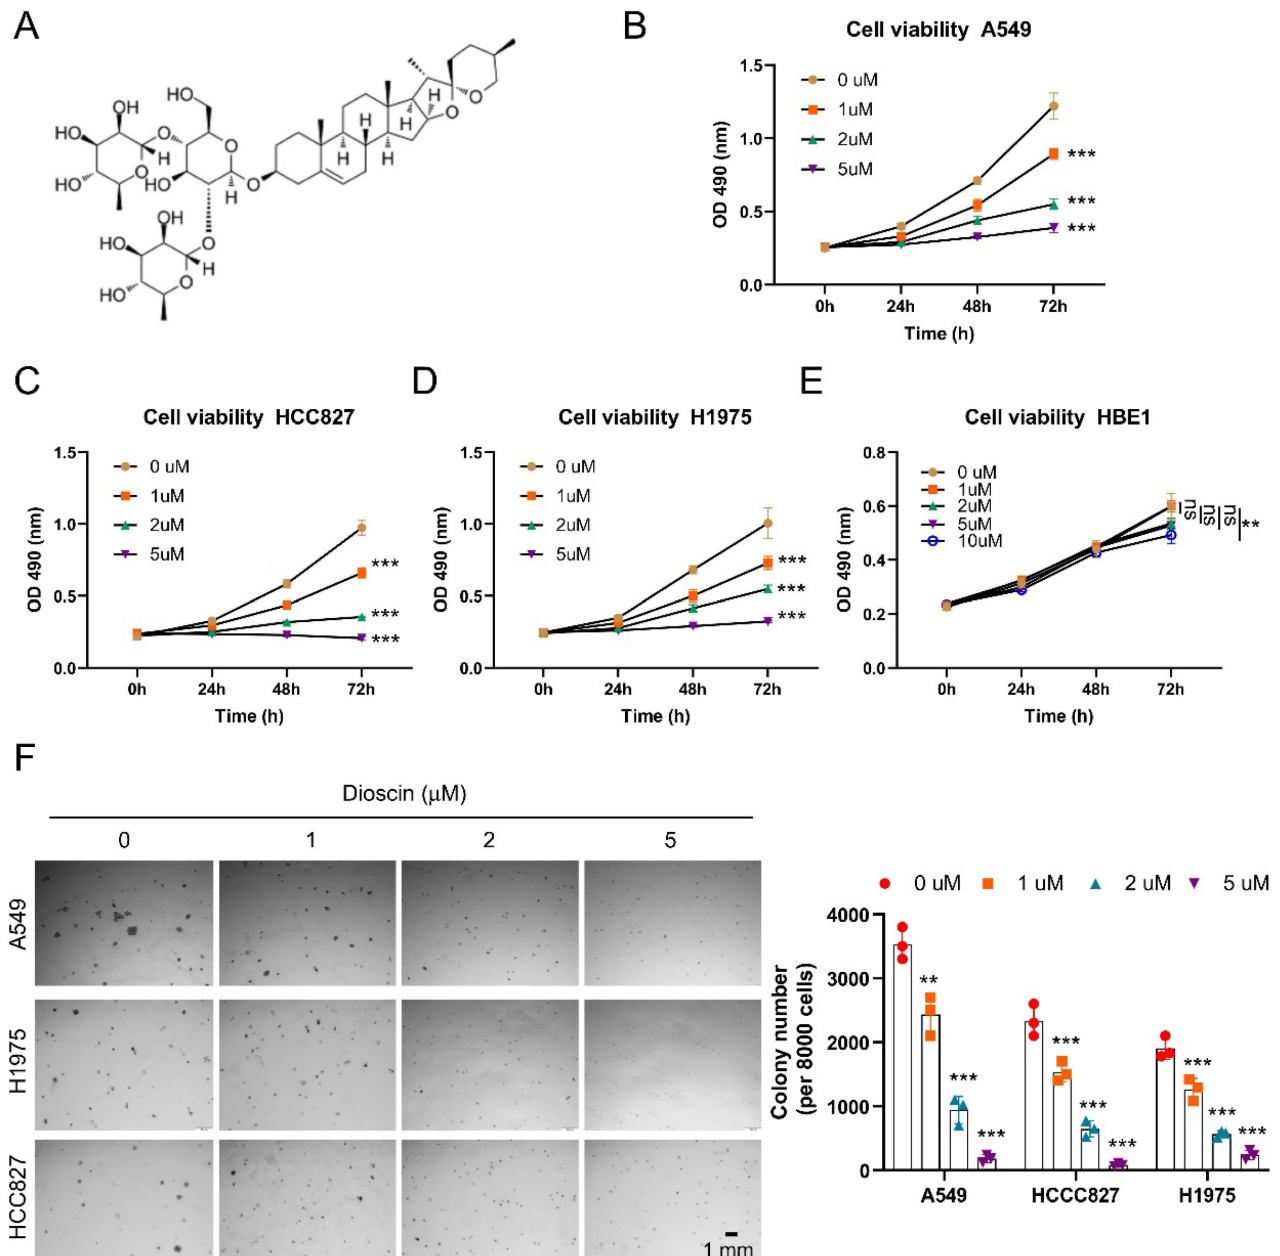 A
HO
OH
OH
HO
HO
O
O
HO
O
H
O
H
O
H
H
H
H
H
O
O
OH
HO
OH
HO
O
H
O
B
Cell viability A549
OD 490 (nm)
1.5
1.0
0.5
0.0
0 uM
1uM
2uM
5uM
***
***
***
0h 24h 48h 72h
Time (h)
C
Cell viability HCC827
OD 490 (nm)
1.5
1.0
0.5
0.0
0 uM
1uM
2uM
5uM
***
***
***
0h 24h 48h 72h
Time (h)
D
Cell viability H1975
OD 490 (nm)
1.5
1.0
0.5
0.0
0 uM
1uM
2uM
5uM
***
***
***
0h 24h 48h 72h
Time (h)
E
Cell viability HBE1
OD 490 (nm)
0.8
0.6
0.4
0.2
0.0
0 uM
1uM
2uM
5uM
10uM
ns
ns
ns
**
0h 24h 48h 72h
Time (h)
F
Dioscin (μM)
0 1 2 5
A549
H1975
HCC827
1 mm
0 uM 1 uM 2 uM 5 uM
Colony number
(per 8000 cells)
4000
3000
2000
1000
0
**
***
***
***
***
***
***
***
***
A549 HCCC827 H1975